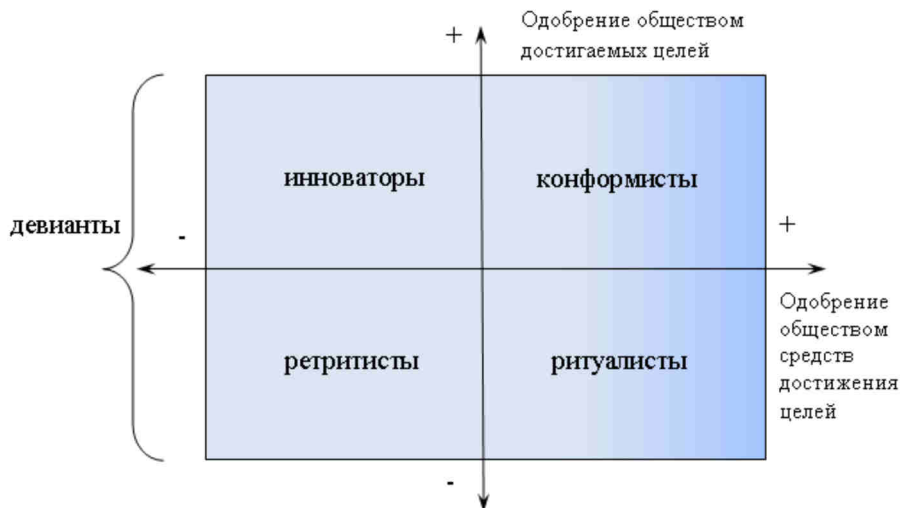 +
Одобрение обществом
достигаемых целей
инноваторы
конформисты
девианты
-
+
Одобрение
обществом
средств
достижения
целей
ретритисты
ритуалисты
-